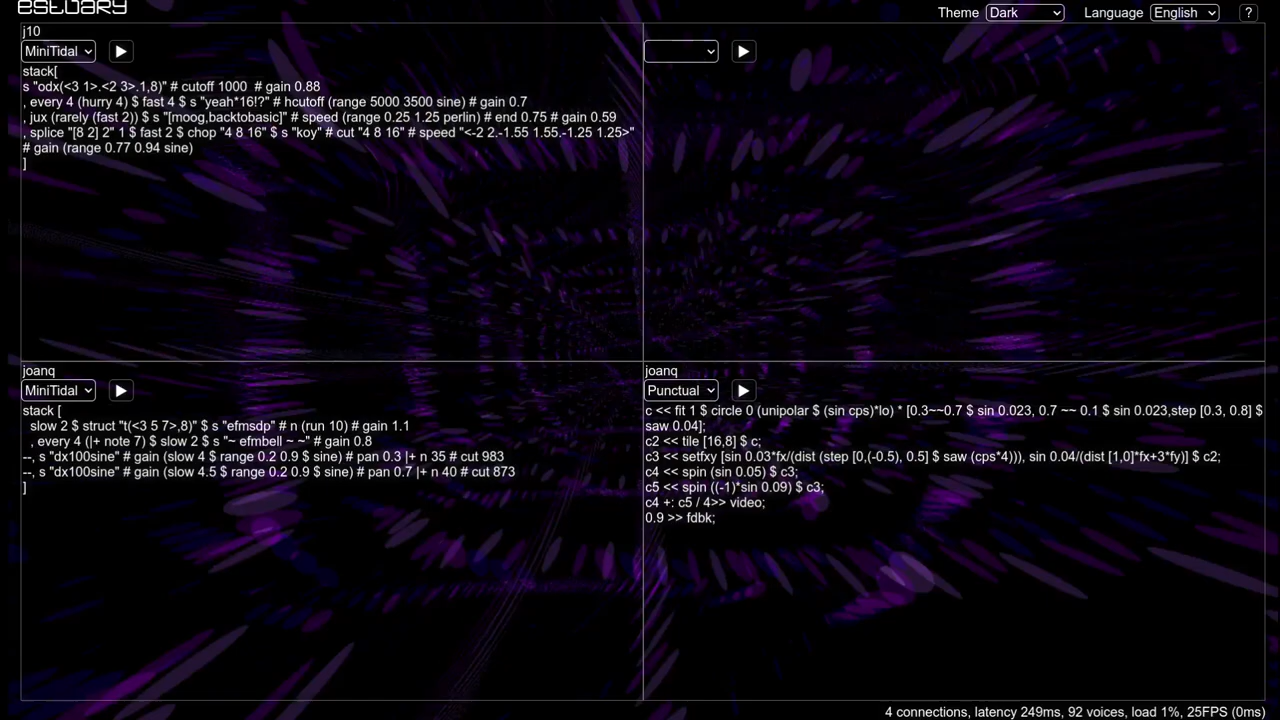 estuary
Theme Dark Language English ?
j10
MiniTidal
stack[
s "odx(<3 1>.<2 3>.1,8)" # cutoff 1000  # gain 0.88
, every 4 (hurry 4) $ fast 4 $ s "yeah*16!?" # hcutoff (range 5000 3500 sine) # gain 0.7
, jux (rarely (fast 2)) $ s "[moog,backtobasic]" # speed (range 0.25 1.25 perlin) # end 0.75 # gain 0.59
, splice "[8 2] 2" 1 $ fast 2 $ chop "4 8 16" $ s "koy" # cut "4 8 16" # speed "<-2 2.-1.55 1.55.-1.25 1.25>"
# gain (range 0.77 0.94 sine)
]
joanq
MiniTidal
stack [
slow 2 $ struct "t(<3 5 7>,8)" $ s "efmsdp" # n (run 10) # gain 1.1
, every 4 (|+ note 7) $ slow 2 $ s "~ efmbell ~ ~" # gain 0.8
--, s "dx100sine" # gain (slow 4 $ range 0.2 0.9 $ sine) # pan 0.3 |+ n 35 # cut 983
--, s "dx100sine" # gain (slow 4.5 $ range 0.2 0.9 $ sine) # pan 0.7 |+ n 40 # cut 873
]
joanq
Punctual
c << fit 1 $ circle 0 (unipolar $ (sin cps)*lo) * [0.3~~0.7 $ sin 0.023, 0.7 ~~ 0.1 $ sin 0.023,step [0.3, 0.8] $
saw 0.04];
c2 << tile [16,8] $ c;
c3 << setfxy [sin 0.03*fx/(dist (step [0,(-0.5), 0.5] $ saw (cps*4))), sin 0.04/(dist [1,0]*fx+3*fy)] $ c2;
c4 << spin (sin 0.05) $ c3;
c5 << spin ((-1)*sin 0.09) $ c3;
c4 +: c5 / 4>> video;
0.9 >> fdbk;
4 connections, latency 249ms, 92 voices, load 1%, 25FPS (0ms)